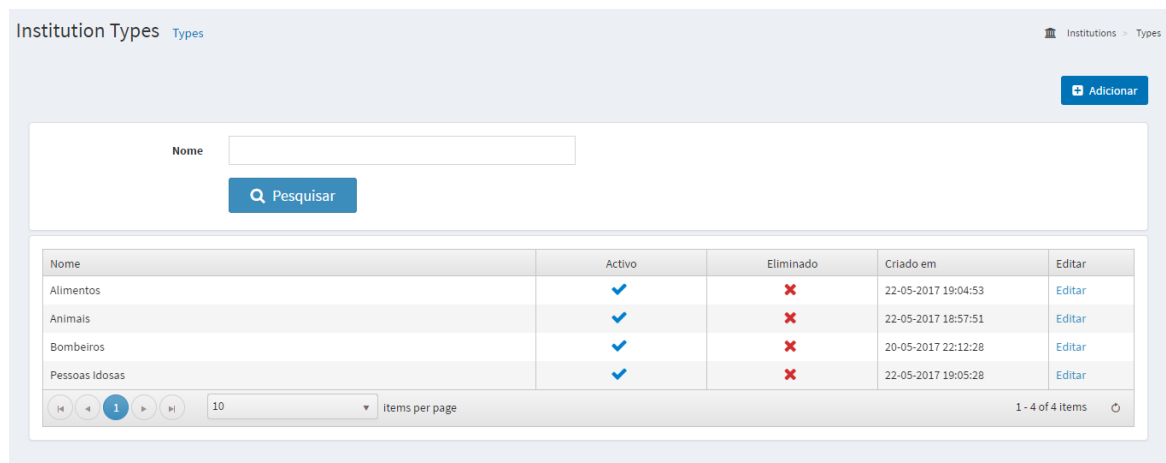 Institution Types Types
Institutions > Types
Adicionar
Nome
Pesquisar
Nome Activo Eliminado Criado em Editar
Alimentos 22-05-2017 19:04:53 Editar
Animais 22-05-2017 18:57:51 Editar
Bombeiros 20-05-2017 22:12:28 Editar
Pessoas Idosas 22-05-2017 19:05:28 Editar
1 10 items per page 1 - 4 of 4 items